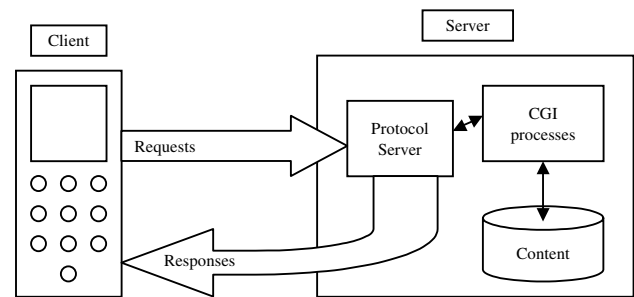 Client
Server
Requests
Protocol
Server
CGI
processes
Responses
Content